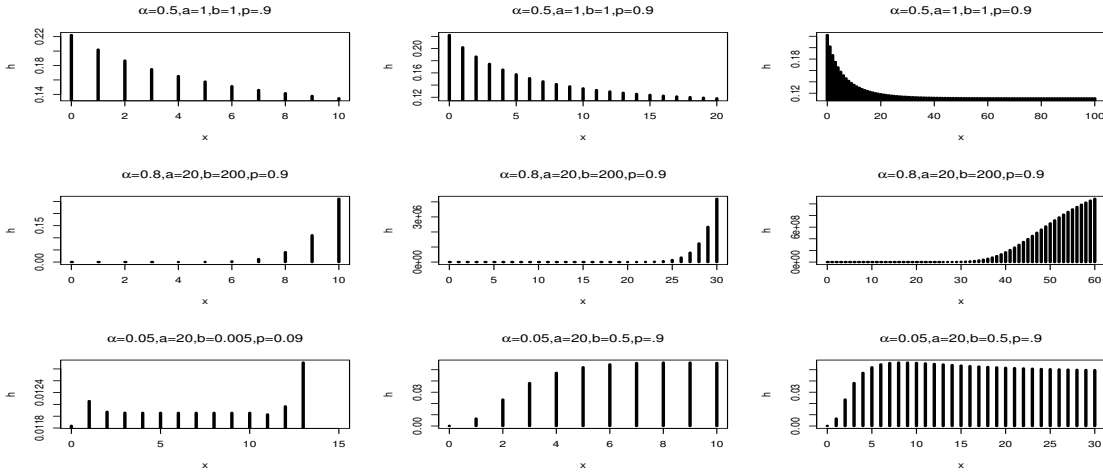 α=0.5,a=1,b=1,p=.9
h
0.14 0.18 0.22
0 2 4 6 8 10
x
α=0.5,a=1,b=1,p=0.9
h
0.12 0.16 0.20
0 5 10 15 20
x
α=0.5,a=1,b=1,p=0.9
h
0.12 0.18
0 20 40 60 80 100
x
α=0.8,a=20,b=200,p=0.9
h
0.00 0.15
0 2 4 6 8 10
x
α=0.8,a=20,b=200,p=0.9
h
0e+00 3e+06
0 5 10 15 20 25 30
x
α=0.8,a=20,b=200,p=0.9
h
0e+00 6e+08
0 10 20 30 40 50 60
x
α=0.05,a=20,b=0.005,p=0.09
h
0.0118 0.0124
5 10 15
x
α=0.05,a=20,b=0.5,p=.9
h
0.00 0.03
0 2 4 6 8 10
x
α=0.05,a=20,b=0.5,p=.9
h
0.00 0.03
0 5 10 15 20 25 30
x